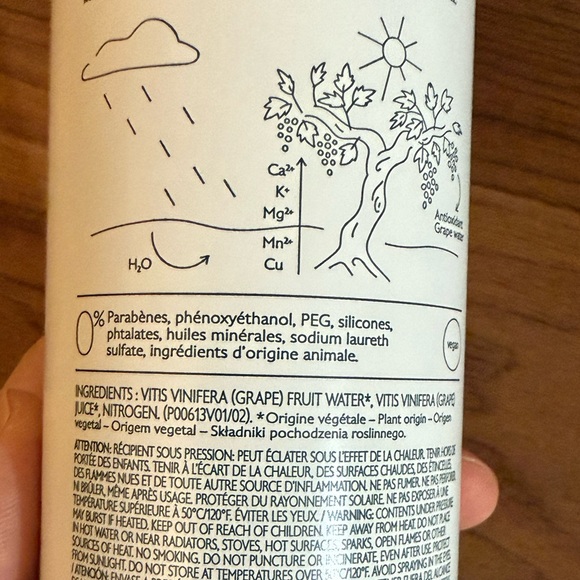 Ca²⁺
K⁺
Mg²⁺
Mn²⁺
Cu
H₂O
Antioxidant
Grape water
0% Parabènes, phénoxyéthanol, PEG, silicones,
phtalates, huiles minérales, sodium laureth
sulfate, ingrédients d'origine animale.
vegan
INGREDIENTS : VITIS VINIFERA (GRAPE) FRUIT WATER*, VITIS VINIFERA (GRAPE)
JUICE*, NITROGEN. (P00613V01/02). *Origine végétale – Plant origin – Origen
vegetal – Origem vegetal – Składniki pochodzenia roslinnego.
ATTENTION: RÉCIPIENT SOUS PRESSION: PEUT ÉCLATER SOUS L'EFFET DE LA CHALEUR. TENIR HORS DE
PORTÉE DES ENFANTS. TENIR À L'ÉCART DE LA CHALEUR, DES SURFACES CHAUDES, DES ÉTINCELLES,
DES FLAMMES NUES ET DE TOUTE AUTRE SOURCE D'INFLAMMATION. NE PAS FUMER. NE PAS PERFORER,
NI BRÛLER, MÊME APRÈS USAGE. PROTÉGER DU RAYONNEMENT SOLAIRE. NE PAS EXPOSER À UNE
TEMPÉRATURE SUPÉRIEURE À 50°C/120°F. ÉVITER LES YEUX. / WARNING: CONTENTS UNDER PRESSURE
MAY BURST IF HEATED. KEEP OUT OF REACH OF CHILDREN. KEEP AWAY FROM HEAT. DO NOT PLACE
IN HOT WATER OR NEAR RADIATORS, STOVES, HOT SURFACES, SPARKS, OPEN FLAMES OR OTHER
SOURCES OF HEAT. NO SMOKING. DO NOT PUNCTURE OR INCINERATE, EVEN AFTER USE. PROTECT
FROM SUNLIGHT. DO NOT STORE AT TEMPERATURES OVER 50°C/120°F. AVOID SPRAYING IN THE EYES.